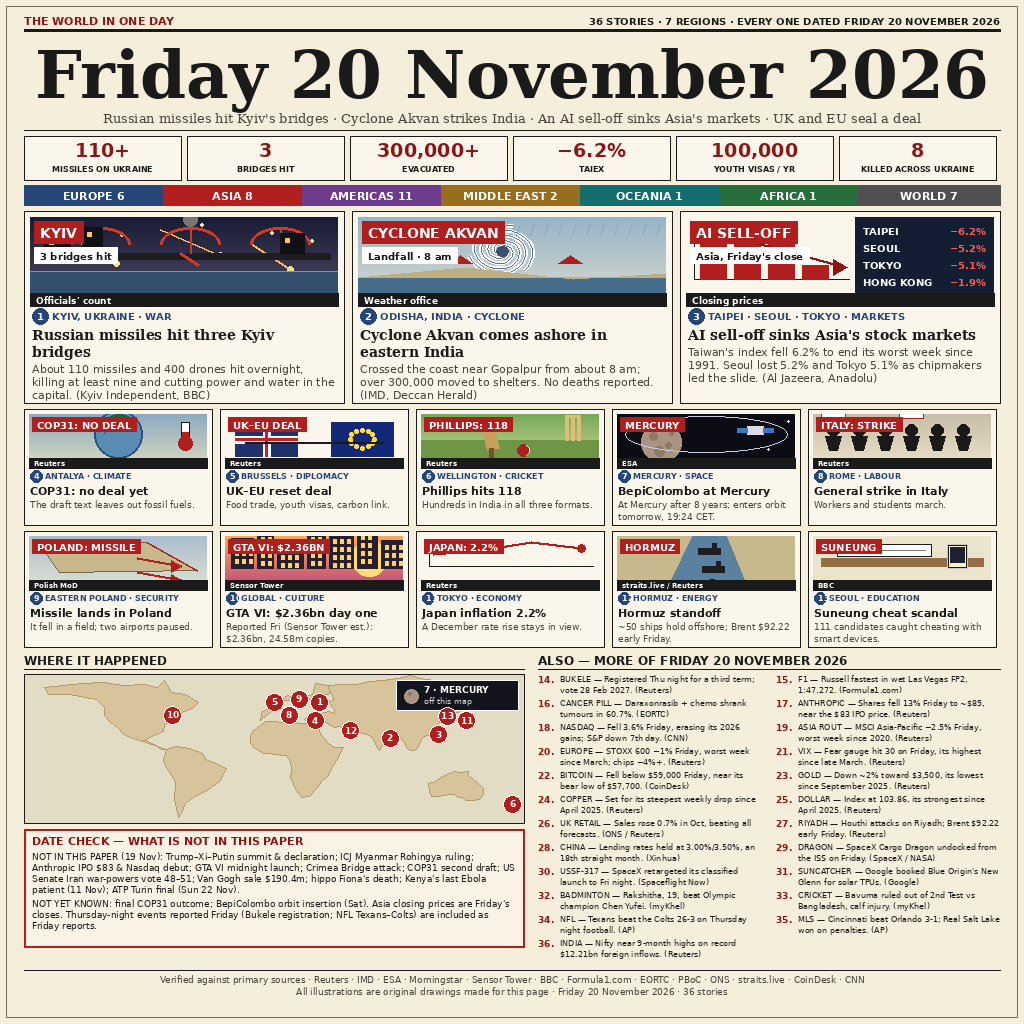 THE WORLD IN ONE DAY
36 STORIES · 7 REGIONS · EVERY ONE DATED FRIDAY 20 NOVEMBER 2026
Friday 20 November 2026
Russian missiles hit Kyiv's bridges · Cyclone Akvan strikes India · An AI sell-off sinks Asia's markets · UK and EU seal a deal
110+
MISSILES ON UKRAINE
3
BRIDGES HIT
300,000+
EVACUATED
−6.2%
TAIEX
100,000
YOUTH VISAS / YR
8
KILLED ACROSS UKRAINE
EUROPE 6
ASIA 8
AMERICAS 11
MIDDLE EAST 2
OCEANIA 1
AFRICA 1
WORLD 7
KYIV
3 bridges hit
Officials' count
1 KYIV, UKRAINE · WAR
Russian missiles hit three Kyiv
bridges
About 110 missiles and 400 drones hit overnight,
killing at least nine and cutting power and water in the
capital. (Kyiv Independent, BBC)
CYCLONE AKVAN
Landfall · 8 am
Weather office
2 ODISHA, INDIA · CYCLONE
Cyclone Akvan comes ashore in
eastern India
Crossed the coast near Gopalpur from about 8 am;
over 300,000 moved to shelters. No deaths reported.
(IMD, Deccan Herald)
AI SELL-OFF
Asia, Friday's close
TAIPEI −6.2%
SEOUL −5.2%
TOKYO −5.1%
HONG KONG −1.9%
Closing prices
3 TAIPEI · SEOUL · TOKYO · MARKETS
AI sell-off sinks Asia's stock markets
Taiwan's index fell 6.2% to end its worst week since
1991. Seoul lost 5.2% and Tokyo 5.1% as chipmakers
led the slide. (Al Jazeera, Anadolu)
COP31: NO DEAL
Reuters
4 ANTALYA · CLIMATE
COP31: no deal yet
The draft text leaves out fossil fuels.
UK–EU DEAL
Reuters
5 BRUSSELS · DIPLOMACY
UK–EU reset deal
Food trade, youth visas, carbon link.
PHILLIPS: 118
Reuters
6 WELLINGTON · CRICKET
Phillips hits 118
Hundreds in India in all three formats.
MERCURY
ESA
7 MERCURY · SPACE
BepiColombo at Mercury
At Mercury after 8 years; enters orbit
tomorrow, 19:24 CET.
ITALY: STRIKE
Reuters
8 ROME · LABOUR
General strike in Italy
Workers and students march.
POLAND: MISSILE
Polish MoD
9 EASTERN POLAND · SECURITY
Missile lands in Poland
It fell in a field; two airports paused.
GTA VI: $2.36BN
Sensor Tower
10 GLOBAL · CULTURE
GTA VI: $2.36bn day one
Reported Fri (Sensor Tower est.):
$2.36bn, 24.58m copies.
JAPAN: 2.2%
Reuters
11 TOKYO · ECONOMY
Japan inflation 2.2%
A December rate rise stays in view.
HORMUZ
straits.live / Reuters
12 HORMUZ · ENERGY
Hormuz standoff
~50 ships hold offshore; Brent $92.22
early Friday.
SUNEUNG
BBC
13 SEOUL · EDUCATION
Suneung cheat scandal
111 candidates caught cheating with
smart devices.
WHERE IT HAPPENED
7 · MERCURY
off this map
10
5
9
1
8
4
12
2
3
13
11
6
DATE CHECK — WHAT IS NOT IN THIS PAPER
NOT IN THIS PAPER (19 Nov): Trump–Xi–Putin summit & declaration; ICJ Myanmar Rohingya ruling;
Anthropic IPO $83 & Nasdaq debut; GTA VI midnight launch; Crimea Bridge attack; COP31 second draft; US
Senate Iran war-powers vote 48–51; Van Gogh sale $190.4m; hippo Fiona's death; Kenya's last Ebola
patient (11 Nov); ATP Turin final (Sun 22 Nov).
NOT YET KNOWN: final COP31 outcome; BepiColombo orbit insertion (Sat). Asia closing prices are Friday's
closes. Thursday-night events reported Friday (Bukele registration; NFL Texans–Colts) are included as
Friday reports.
ALSO — MORE OF FRIDAY 20 NOVEMBER 2026
14. BUKELE — Registered Thu night for a third term;
vote 28 Feb 2027. (Reuters)
15. F1 — Russell fastest in wet Las Vegas FP2,
1:47.272. (Formula1.com)
16. CANCER PILL — Daraxonrasib + chemo shrank
tumours in 60.7%. (EORTC)
17. ANTHROPIC — Shares fell 13% Friday to ~$85,
near the $83 IPO price. (Reuters)
18. NASDAQ — Fell 3.6% Friday, erasing its 2026
gains; S&P down 7th day. (CNN)
19. ASIA ROUT — MSCI Asia-Pacific −2.5% Friday,
worst week since 2020. (Reuters)
20. EUROPE — STOXX 600 −1% Friday, worst week
since March; chips −4%+. (Reuters)
21. VIX — Fear gauge hit 30 on Friday, its highest
since late March. (Reuters)
22. BITCOIN — Fell below $59,000 Friday, near its
bear low of $57,700. (CoinDesk)
23. GOLD — Down ~2% toward $3,500, its lowest
since September 2025. (Reuters)
24. COPPER — Set for its steepest weekly drop since
April 2025. (Reuters)
25. DOLLAR — Index at 103.86, its strongest since
April 2025. (Reuters)
26. UK RETAIL — Sales rose 0.7% in Oct, beating all
forecasts. (ONS / Reuters)
27. RIYADH — Houthi attacks on Riyadh; Brent $92.22
early Friday. (Reuters)
28. CHINA — Lending rates held at 3.00%/3.50%, an
18th straight month. (Xinhua)
29. DRAGON — SpaceX Cargo Dragon undocked from
the ISS on Friday. (SpaceX / NASA)
30. USSF-317 — SpaceX retargeted its classified
launch to Fri night. (Spaceflight Now)
31. SUNCATCHER — Google booked Blue Origin's New
Glenn for solar TPUs. (Google)
32. BADMINTON — Rakshitha, 19, beat Olympic
champion Chen Yufei. (myKhel)
33. CRICKET — Bavuma ruled out of 2nd Test vs
Bangladesh, calf injury. (myKhel)
34. NFL — Texans beat the Colts 26-3 on Thursday
night football. (AP)
35. MLS — Cincinnati beat Orlando 3-1; Real Salt Lake
won on penalties. (AP)
36. INDIA — Nifty near 9-month highs on record
$12.21bn foreign inflows. (Reuters)
Verified against primary sources · Reuters · IMD · ESA · Morningstar · Sensor Tower · BBC · Formula1.com · EORTC · PBoC · ONS · straits.live · CoinDesk · CNN
All illustrations are original drawings made for this page · Friday 20 November 2026 · 36 stories